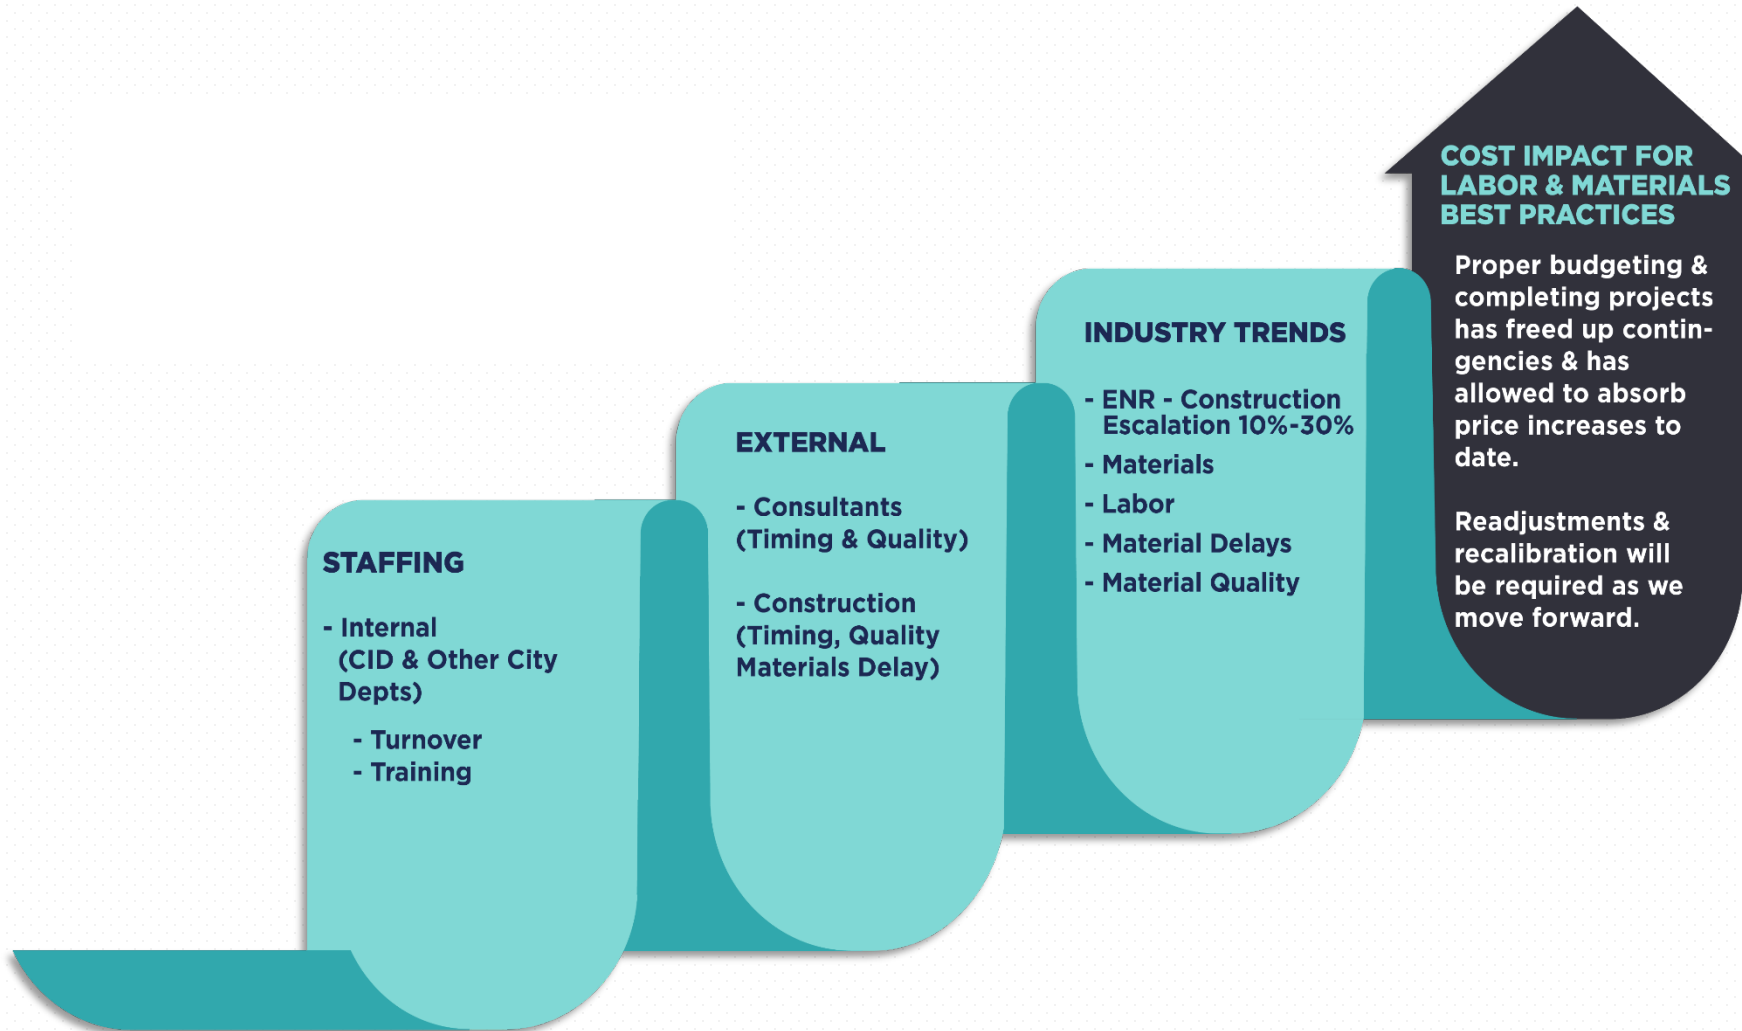 STAFFING
- Internal
(CID & Other City
Depts)
- Turnover
- Training
EXTERNAL
- Consultants
(Timing & Quality)
- Construction
(Timing, Quality
Materials Delay)
INDUSTRY TRENDS
- ENR - Construction
Escalation 10%-30%
- Materials
- Labor
- Material Delays
- Material Quality
COST IMPACT FOR
LABOR & MATERIALS
BEST PRACTICES
Proper budgeting &
completing projects
has freed up contin-
gencies & has
allowed to absorb
price increases to
date.
Readjustments &
recalibration will
be required as we
move forward.